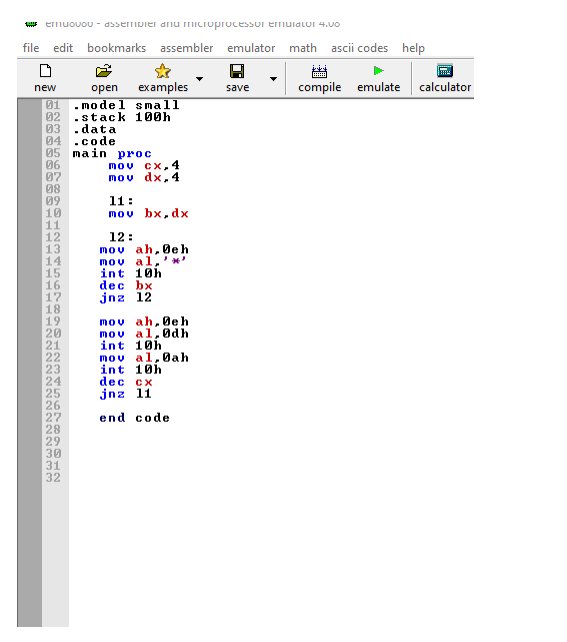 emu8086 - assembler and microprocessor emulator 4.08
file edit bookmarks assembler emulator math ascii codes help
new open examples save compile emulate calculator
01 .model small
02 .stack 100h
03 .data
04 .code
05 main proc
06 mov cx,4
07 mov dx,4
08
09 l1:
10 mov bx,dx
11
12 l2:
13 mov ah,0eh
14 mov al,'*'
15 int 10h
16 dec bx
17 jnz l2
18
19 mov ah,0eh
20 mov al,0dh
21 int 10h
22 mov al,0ah
23 int 10h
24 dec cx
25 jnz l1
26
27 end code
28
29
30
31
32